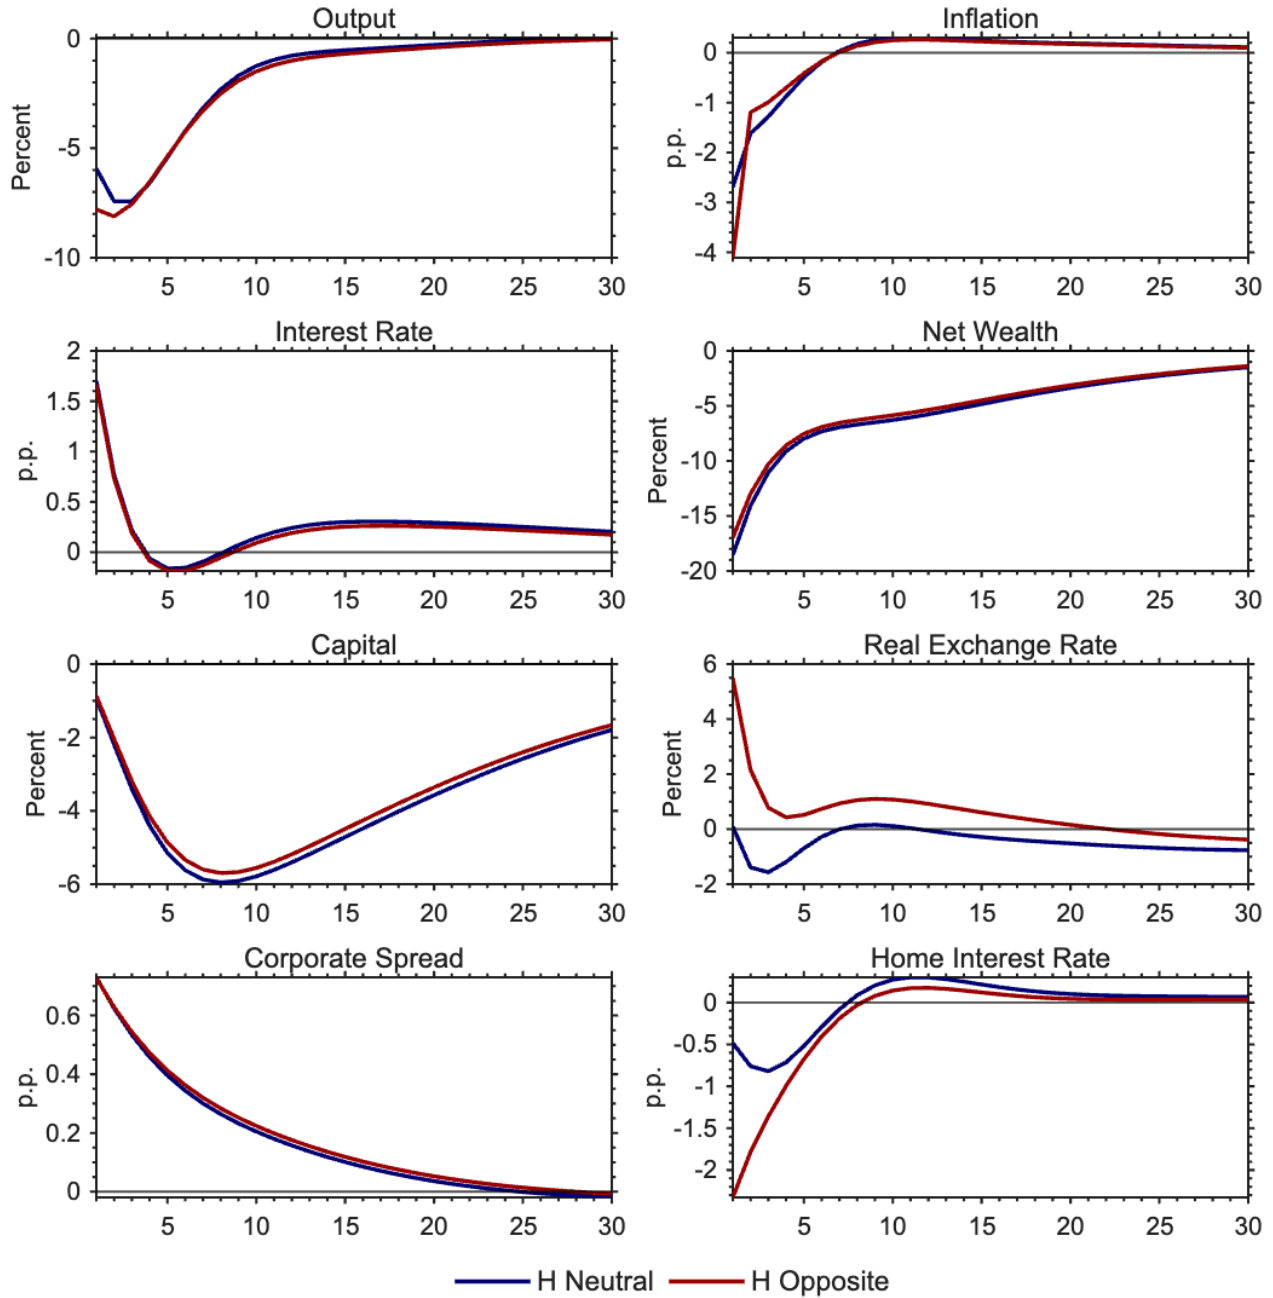 Output
Percent
0
-5
-10
5 10 15 20 25 30
Inflation
p.p.
0
-1
-2
-3
-4
5 10 15 20 25 30
Interest Rate
p.p.
2
1.5
1
0.5
0
5 10 15 20 25 30
Net Wealth
Percent
0
-5
-10
-15
-20
5 10 15 20 25 30
Capital
Percent
0
-2
-4
-6
5 10 15 20 25 30
Real Exchange Rate
Percent
6
4
2
0
-2
5 10 15 20 25 30
Corporate Spread
p.p.
0.6
0.4
0.2
0
5 10 15 20 25 30
Home Interest Rate
p.p.
0
-0.5
-1
-1.5
-2
5 10 15 20 25 30
H Neutral H Opposite